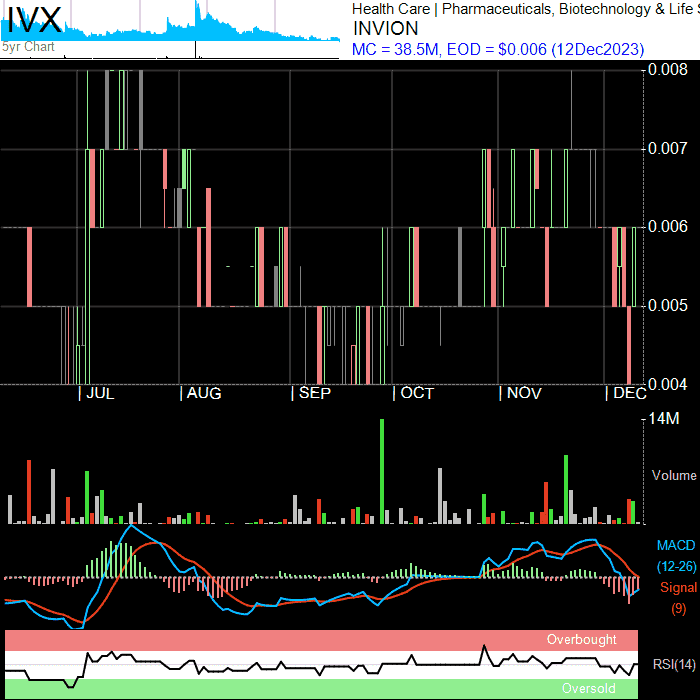 IVX
5yr Chart
Health Care | Pharmaceuticals, Biotechnology & Life S
INVION
MC = 38.5M, EOD = $0.006 (12Dec2023)
0.008
0.007
0.006
0.005
0.004
| JUL | AUG | SEP | OCT | NOV | DEC
14M
Volume
MACD
(12-26)
Signal
(9)
Overbought
RSI(14)
Oversold